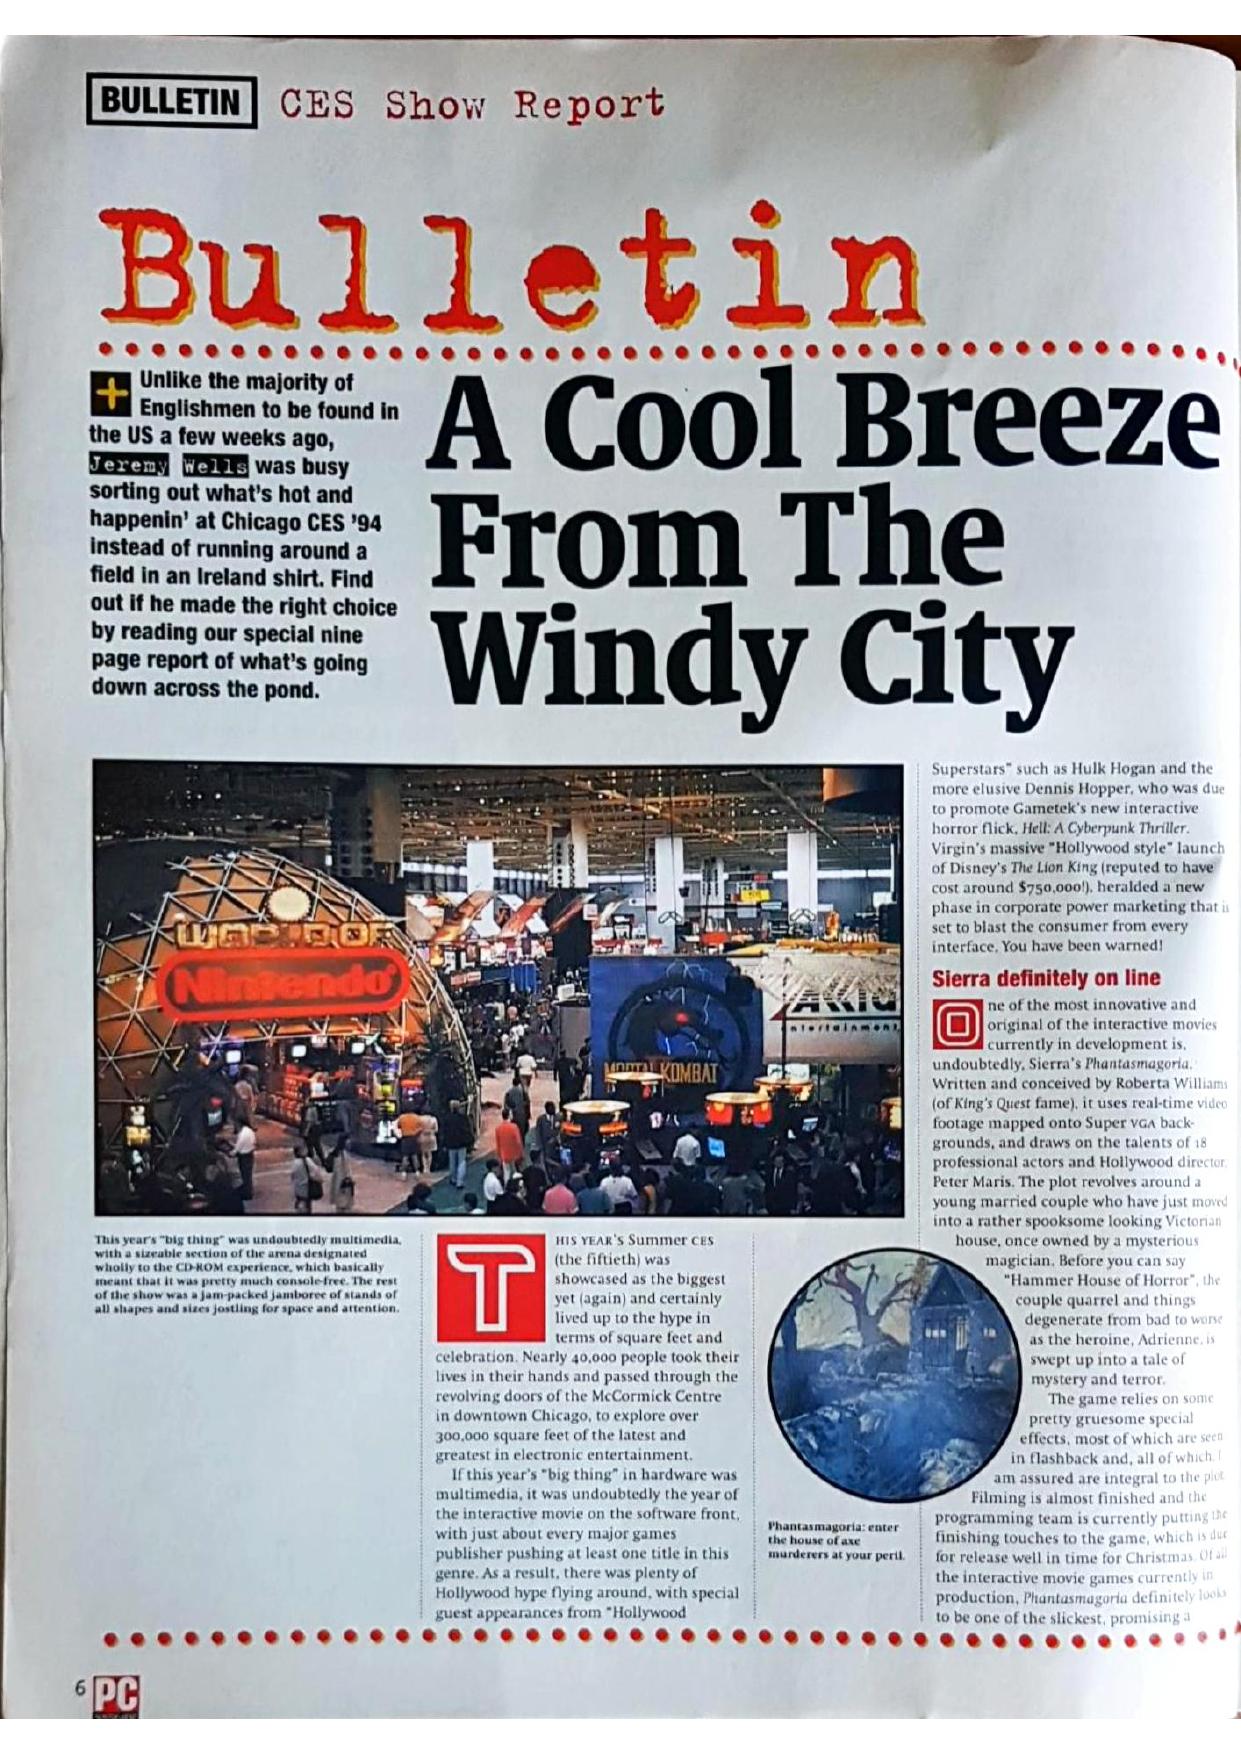 BULLETIN CES Show Report
Bulletin
Unlike the majority of
Englishmen to be found in
the US a few weeks ago,
Jeremy Wells was busy
sorting out what's hot and
happenin' at Chicago CES '94
instead of running around a
field in an Ireland shirt. Find
out if he made the right choice
by reading our special nine
page report of what's going
down across the pond.
A Cool Breeze
From The
Windy City
WORLD OF
Nintendo
MORTAL KOMBAT
entertainment
This year's "big thing" was undoubtedly multimedia,
with a sizeable section of the arena designated
wholly to the CD-ROM experience, which basically
meant that it was pretty much console-free. The rest
of the show was a jam-packed jamboree of stands of
all shapes and sizes jostling for space and attention.
THIS YEAR'S Summer CES
(the fiftieth) was
showcased as the biggest
yet (again) and certainly
lived up to the hype in
terms of square feet and
celebration. Nearly 40,000 people took their
lives in their hands and passed through the
revolving doors of the McCormick Centre
in downtown Chicago, to explore over
300,000 square feet of the latest and
greatest in electronic entertainment.
If this year's "big thing" in hardware was
multimedia, it was undoubtedly the year of
the interactive movie on the software front,
with just about every major games
publisher pushing at least one title in this
genre. As a result, there was plenty of
Hollywood hype flying around, with special
guest appearances from "Hollywood
Superstars" such as Hulk Hogan and the
more elusive Dennis Hopper, who was due
to promote Gametek's new interactive
horror flick, Hell: A Cyberpunk Thriller.
Virgin's massive "Hollywood style" launch
of Disney's The Lion King (reputed to have
cost around $750,000!), heralded a new
phase in corporate power marketing that is
set to blast the consumer from every
interface. You have been warned!
Sierra definitely on line
One of the most innovative and
original of the interactive movies
currently in development is,
undoubtedly, Sierra's Phantasmagoria.
Written and conceived by Roberta Williams
(of King's Quest fame), it uses real-time video
footage mapped onto Super VGA back-
grounds, and draws on the talents of 18
professional actors and Hollywood director,
Peter Maris. The plot revolves around a
young married couple who have just moved
into a rather spooksome looking Victorian
house, once owned by a mysterious
magician. Before you can say
"Hammer House of Horror", the
couple quarrel and things
degenerate from bad to worse
as the heroine, Adrienne, is
swept up into a tale of
mystery and terror.
The game relies on some
pretty gruesome special
effects, most of which are seen
in flashback and, all of which, I
am assured are integral to the plot.
Filming is almost finished and the
programming team is currently putting the
finishing touches to the game, which is due
for release well in time for Christmas. Of all
the interactive movie games currently in
production, Phantasmagoria definitely looks
to be one of the slickest, promising a
Phantasmagoria: enter
the house of axe
murderers at your peril.
6 PC